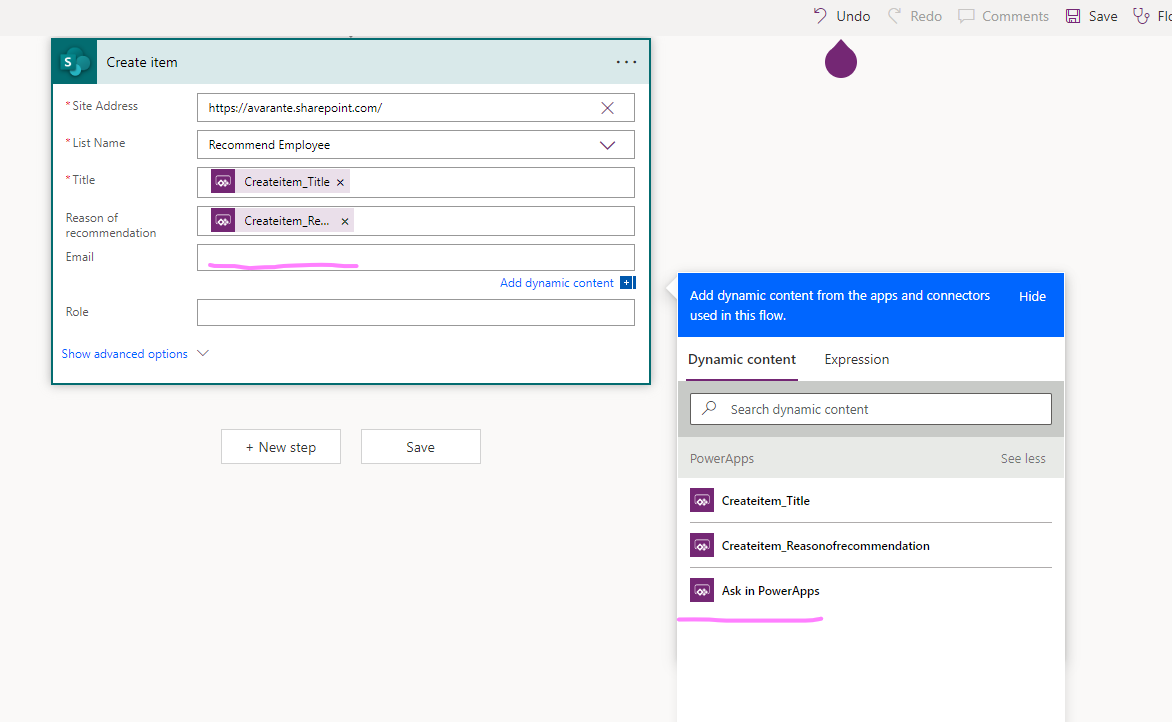 Undo
Redo
Comments
Save
Flo
S
Create item
...
* Site Address
https://avarante.sharepoint.com/
* List Name
Recommend Employee
* Title
Createitem_Title ×
Reason of
recommendation
Createitem_Re... ×
Email
Add dynamic content +
Role
Show advanced options
+ New step
Save
Add dynamic content from the apps and connectors
used in this flow.
Hide
Dynamic content
Expression
Search dynamic content
PowerApps
See less
Createitem_Title
Createitem_Reasonofrecommendation
Ask in PowerApps